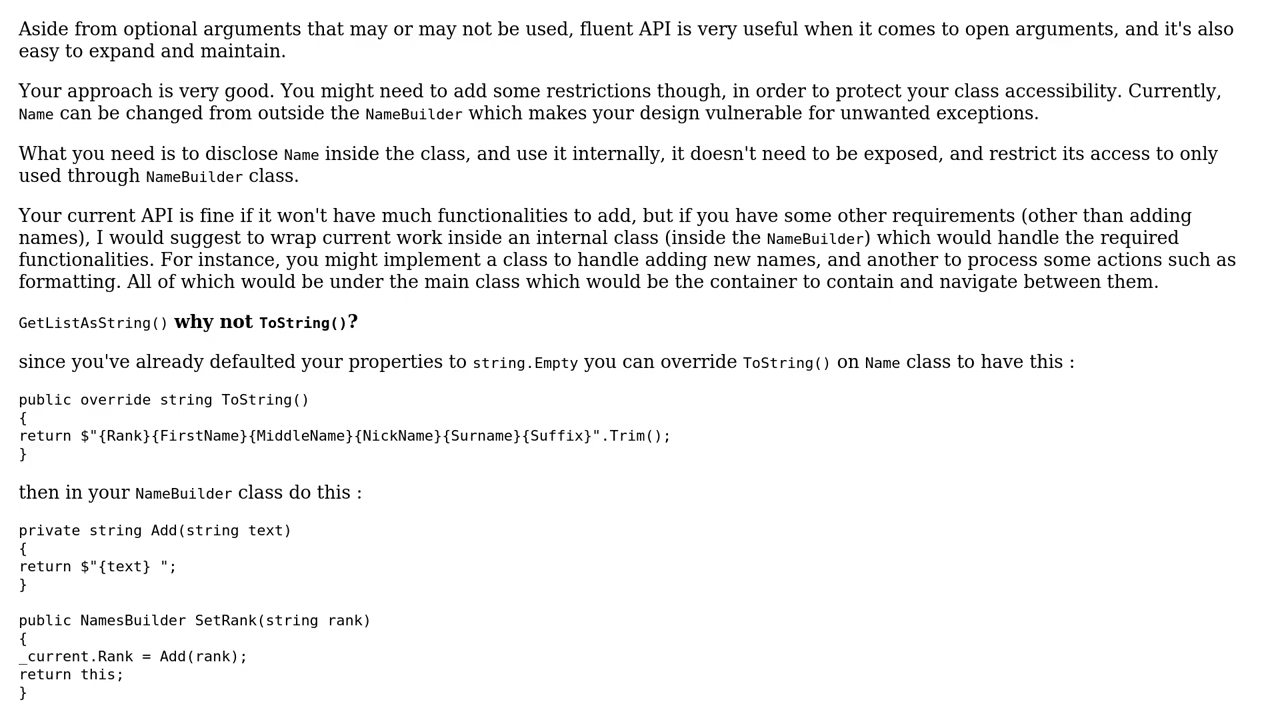 Aside from optional arguments that may or may not be used, fluent API is very useful when it comes to open arguments, and it's also
easy to expand and maintain.
Your approach is very good. You might need to add some restrictions though, in order to protect your class accessibility. Currently,
Name can be changed from outside the NameBuilder which makes your design vulnerable for unwanted exceptions.
What you need is to disclose Name inside the class, and use it internally, it doesn't need to be exposed, and restrict its access to only
used through NameBuilder class.
Your current API is fine if it won't have much functionalities to add, but if you have some other requirements (other than adding
names), I would suggest to wrap current work inside an internal class (inside the NameBuilder) which would handle the required
functionalities. For instance, you might implement a class to handle adding new names, and another to process some actions such as
formatting. All of which would be under the main class which would be the container to contain and navigate between them.
GetListAsString() why not ToString()?
since you've already defaulted your properties to string.Empty you can override ToString() on Name class to have this :
public override string ToString()
{
return $"{Rank}{FirstName}{MiddleName}{NickName}{Surname}{Suffix}".Trim();
}
then in your NameBuilder class do this :
private string Add(string text)
{
return $"{text} ";
}
public NamesBuilder SetRank(string rank)
{
_current.Rank = Add(rank);
return this;
}